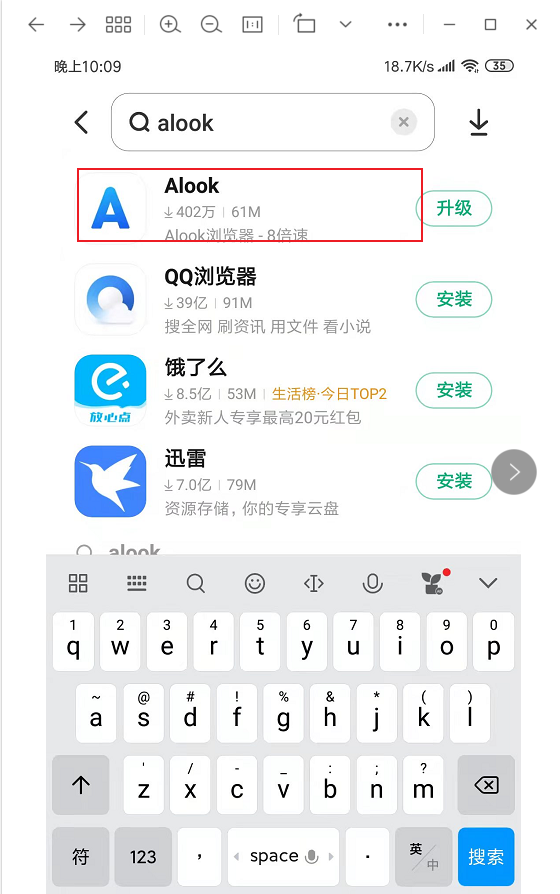 晚上10:09 18.7K/s 35
alook
Alook
402万 61M
Alook浏览器 - 8倍速
升级
QQ浏览器
39亿 91M
搜全网 刷资讯 用文件 看小说
安装
放心点
饿了么
8.5亿 53M 生活榜·今日TOP2
外卖新人专享最高20元红包
安装
迅雷
7.0亿 79M
资源存储，你的专享云盘
安装
alook
1 2 3 4 5 6 7 8 9 0
q w e r t y u i o p
~ @ # ! % & * ( )
a s d f g h j k l
' / - _ : ; ?
z x c v b n m
符 123 , space . 英/中 搜索